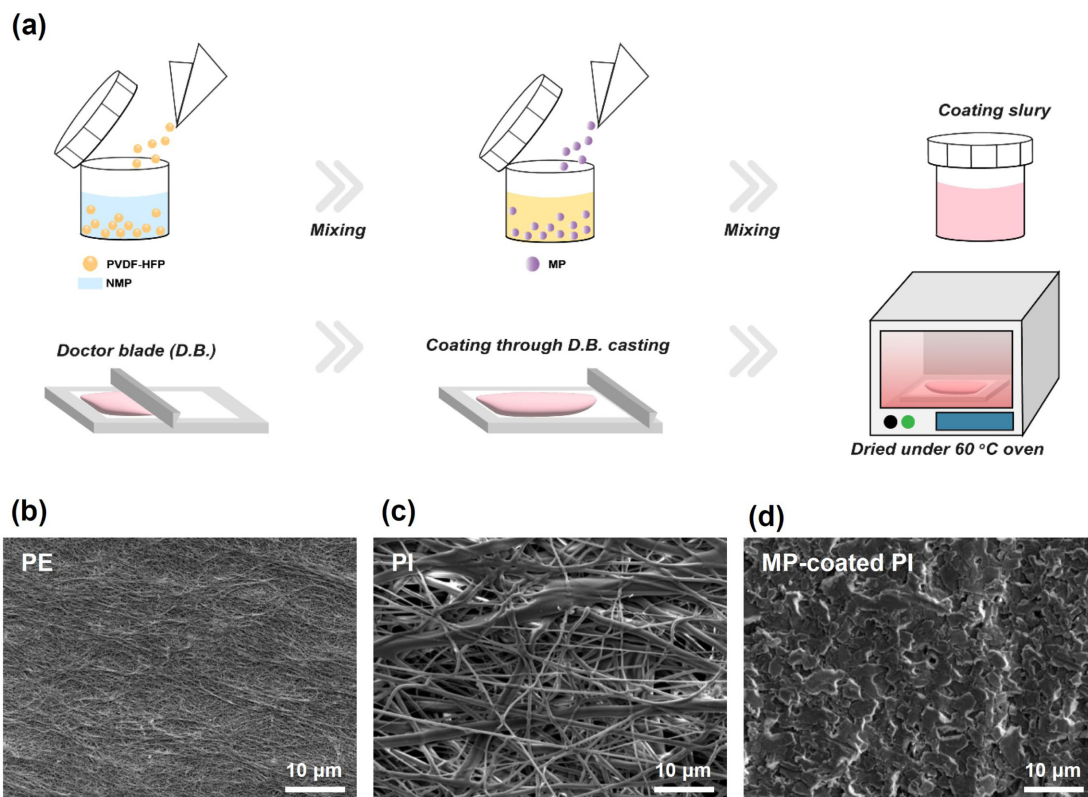 (a)
Coating slury
Mixing
Mixing
PVDF-HFP
NMP
MP
Doctor blade (D.B.)
Coating through D.B. casting
Dried under 60 °C oven
(b)
(c)
(d)
PE
PI
MP-coated PI
10 µm
10 µm
10 µm